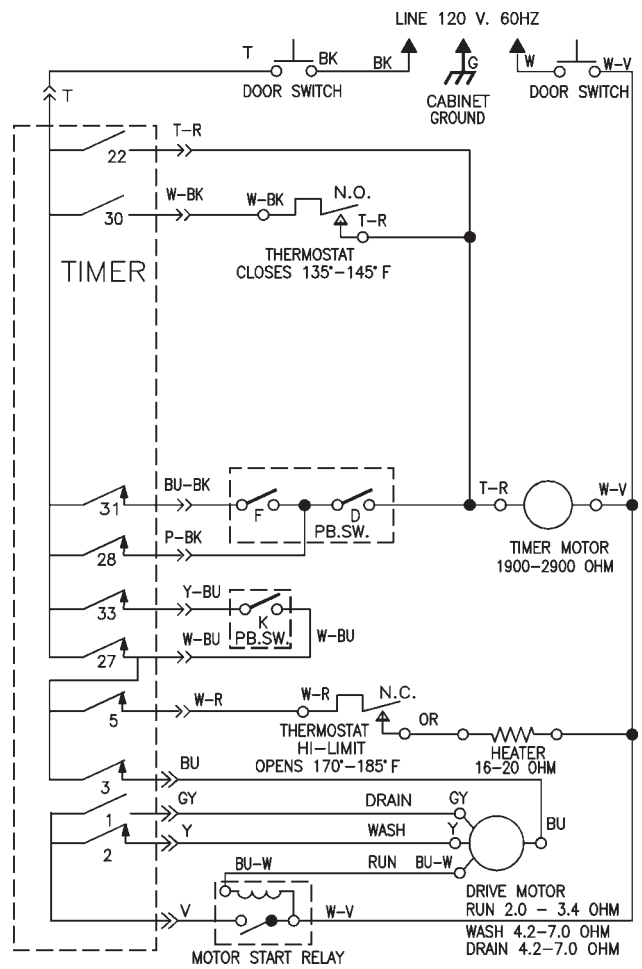 LINE 120 V. 60HZ
T
BK
BK
G
W
W-V
DOOR SWITCH
CABINET
GROUND
DOOR SWITCH
T
T-R
22
W-BK
W-BK
N.O.
30
T-R
THERMOSTAT
CLOSES 135°-145°F
TIMER
BU-BK
31
F
D
PB.SW.
T-R
W-V
P-BK
28
TIMER MOTOR
1900-2900 OHM
Y-BU
33
K
PB.SW.
W-BU
W-BU
27
W-R
W-R
N.C.
5
THERMOSTAT
HI-LIMIT
OPENS 170°-185°F
OR
HEATER
16-20 OHM
BU
3
GY
DRAIN
GY
1
Y
WASH
Y
BU
2
BU-W
RUN
BU-W
V
W-V
DRIVE MOTOR
RUN 2.0 - 3.4 OHM
WASH 4.2-7.0 OHM
DRAIN 4.2-7.0 OHM
MOTOR START RELAY